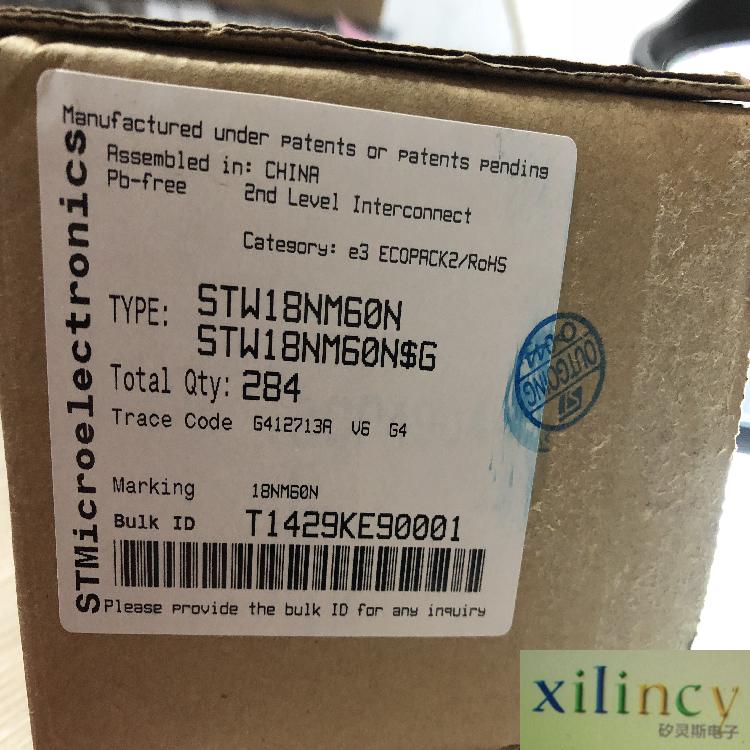 Manufactured under patents or patents pending
Assembled in: CHINA
Pb-free 2nd Level Interconnect
Category: e3 ECOPACK2/RoHS
TYPE: STW18NM60N
STW18NM60N$G
Total Qty: 284
Trace Code G412713A V6 G4
Marking 18NM60N
Bulk ID T1429KE90001
Please provide the bulk ID for any inquiry
STMicroelectronics
OUTGOING
ST
xilincy
矽灵斯电子